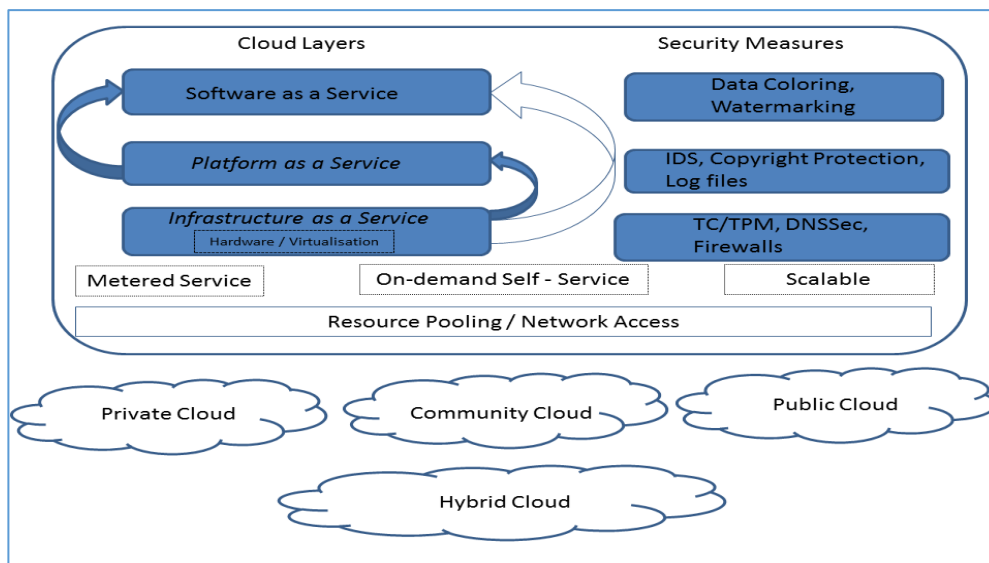 Cloud Layers
Security Measures
Software as a Service
Data Coloring,
Watermarking
Platform as a Service
IDS, Copyright Protection,
Log files
Infrastructure as a Service
Hardware / Virtualisation
TC/TPM, DNSSec,
Firewalls
Metered Service
On-demand Self - Service
Scalable
Resource Pooling / Network Access
Private Cloud
Community Cloud
Public Cloud
Hybrid Cloud